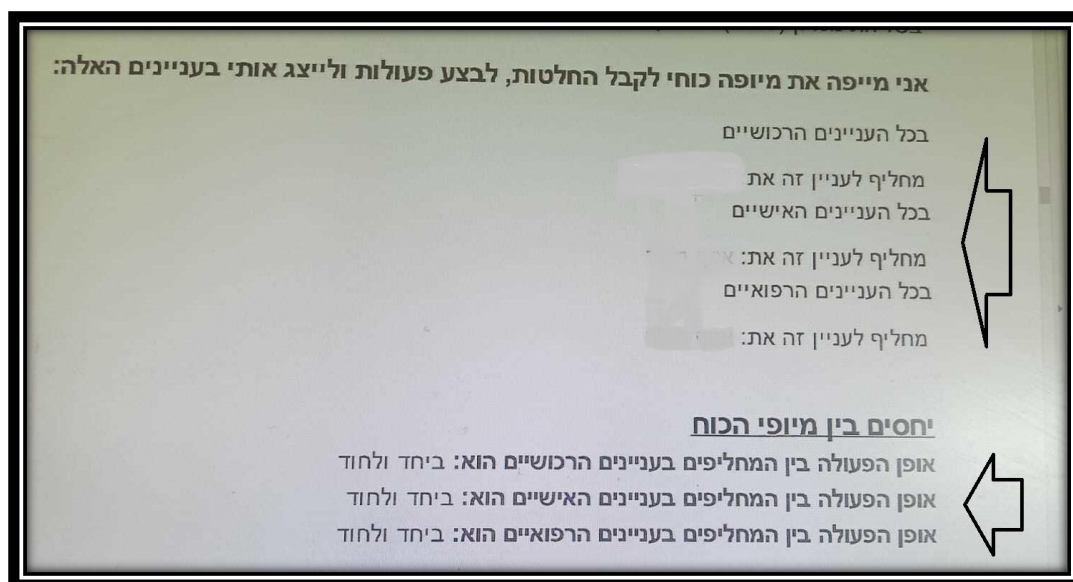 אני מייפה את מיופה כוחי לקבל החלטות, לבצע פעולות ולייצג אותי בעניינים האלה:
בכל העניינים הרכושיים
מחליף לעניין זה את
בכל העניינים האישיים
מחליף לעניין זה את:
בכל העניינים הרפואיים
מחליף לעניין זה את:
יחסים בין מיופי הכוח
אופן הפעולה בין המחליפים בעניינים הרכושיים הוא: ביחד ולחוד
אופן הפעולה בין המחליפים בעניינים האישיים הוא: ביחד ולחוד
אופן הפעולה בין המחליפים בעניינים הרפואיים הוא: ביחד ולחוד